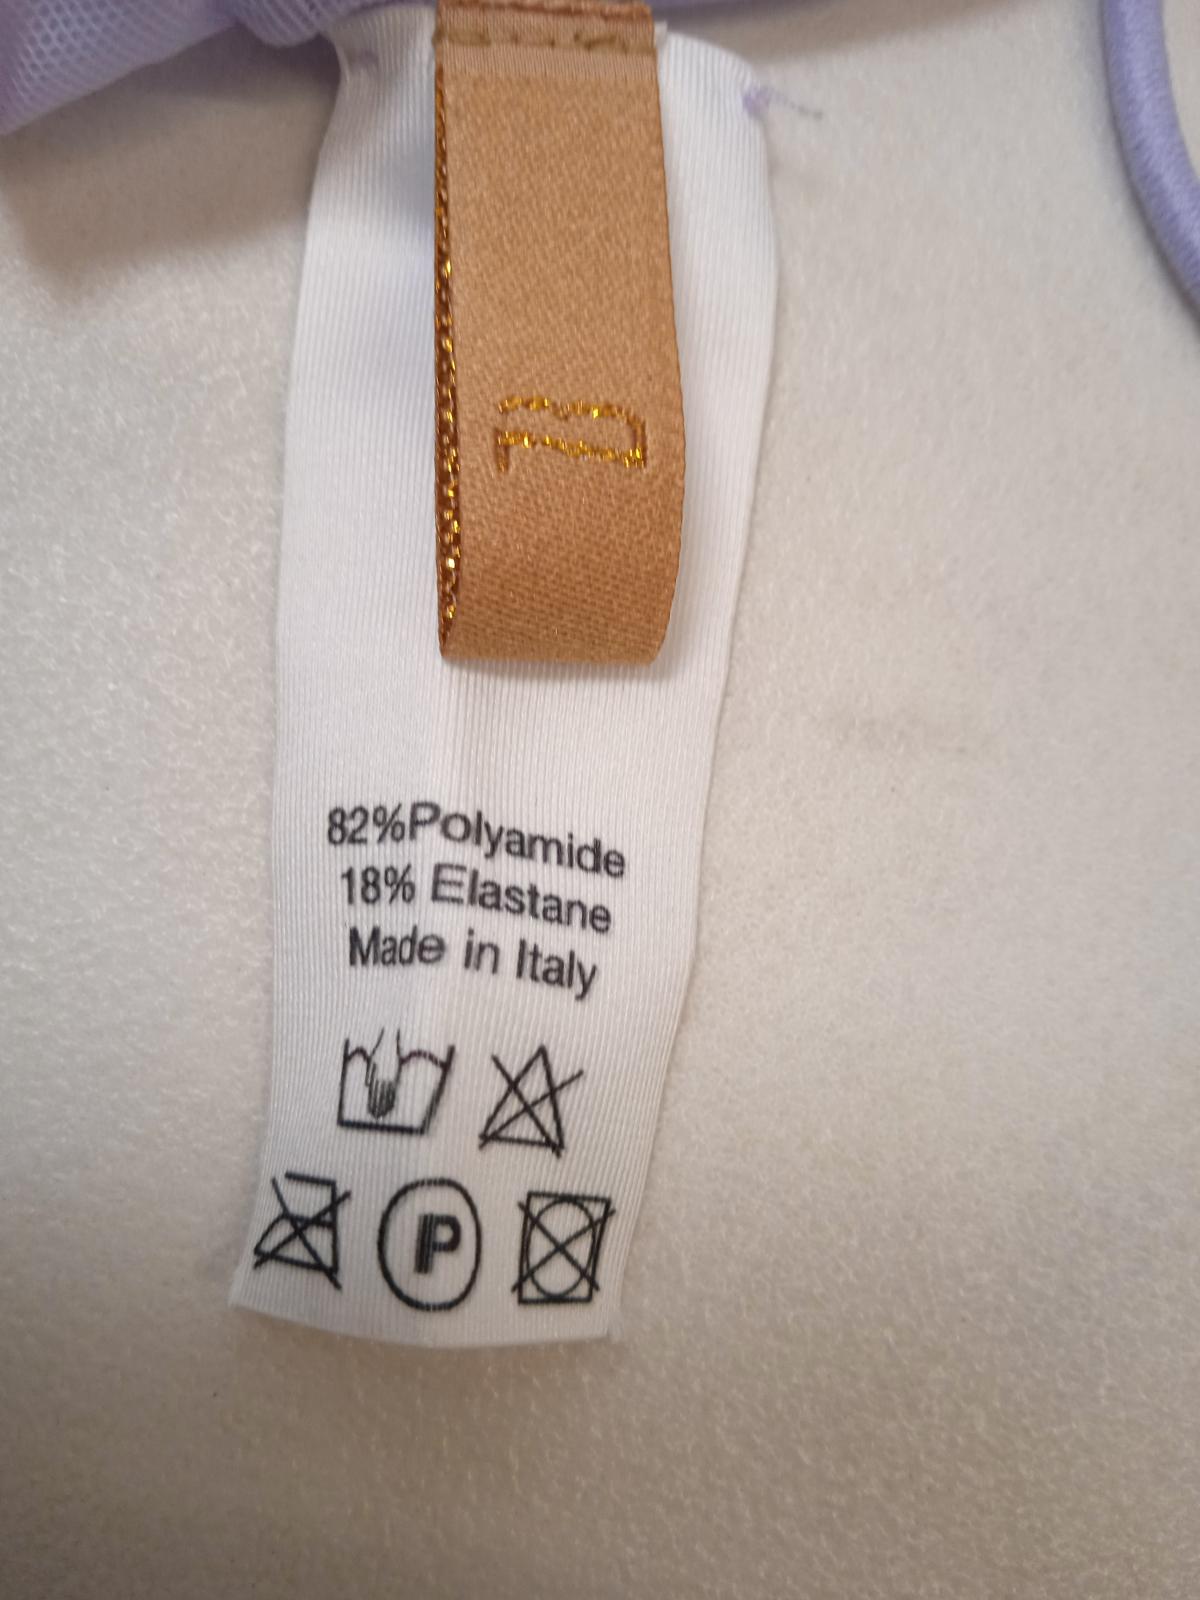 82%Polyamide
18% Elastane
Made in Italy
P